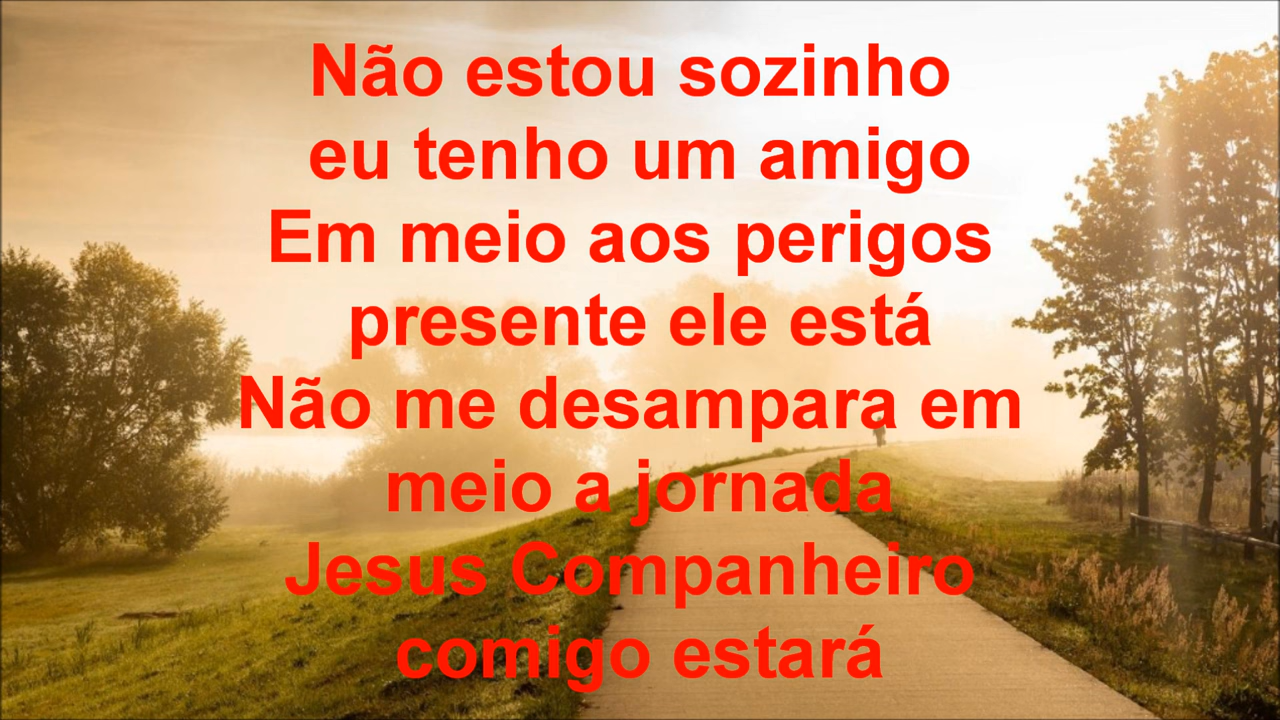 Não estou sozinho
eu tenho um amigo
Em meio aos perigos
presente ele está
Não me desampara em
meio a jornada
Jesus Companheiro
comigo estará